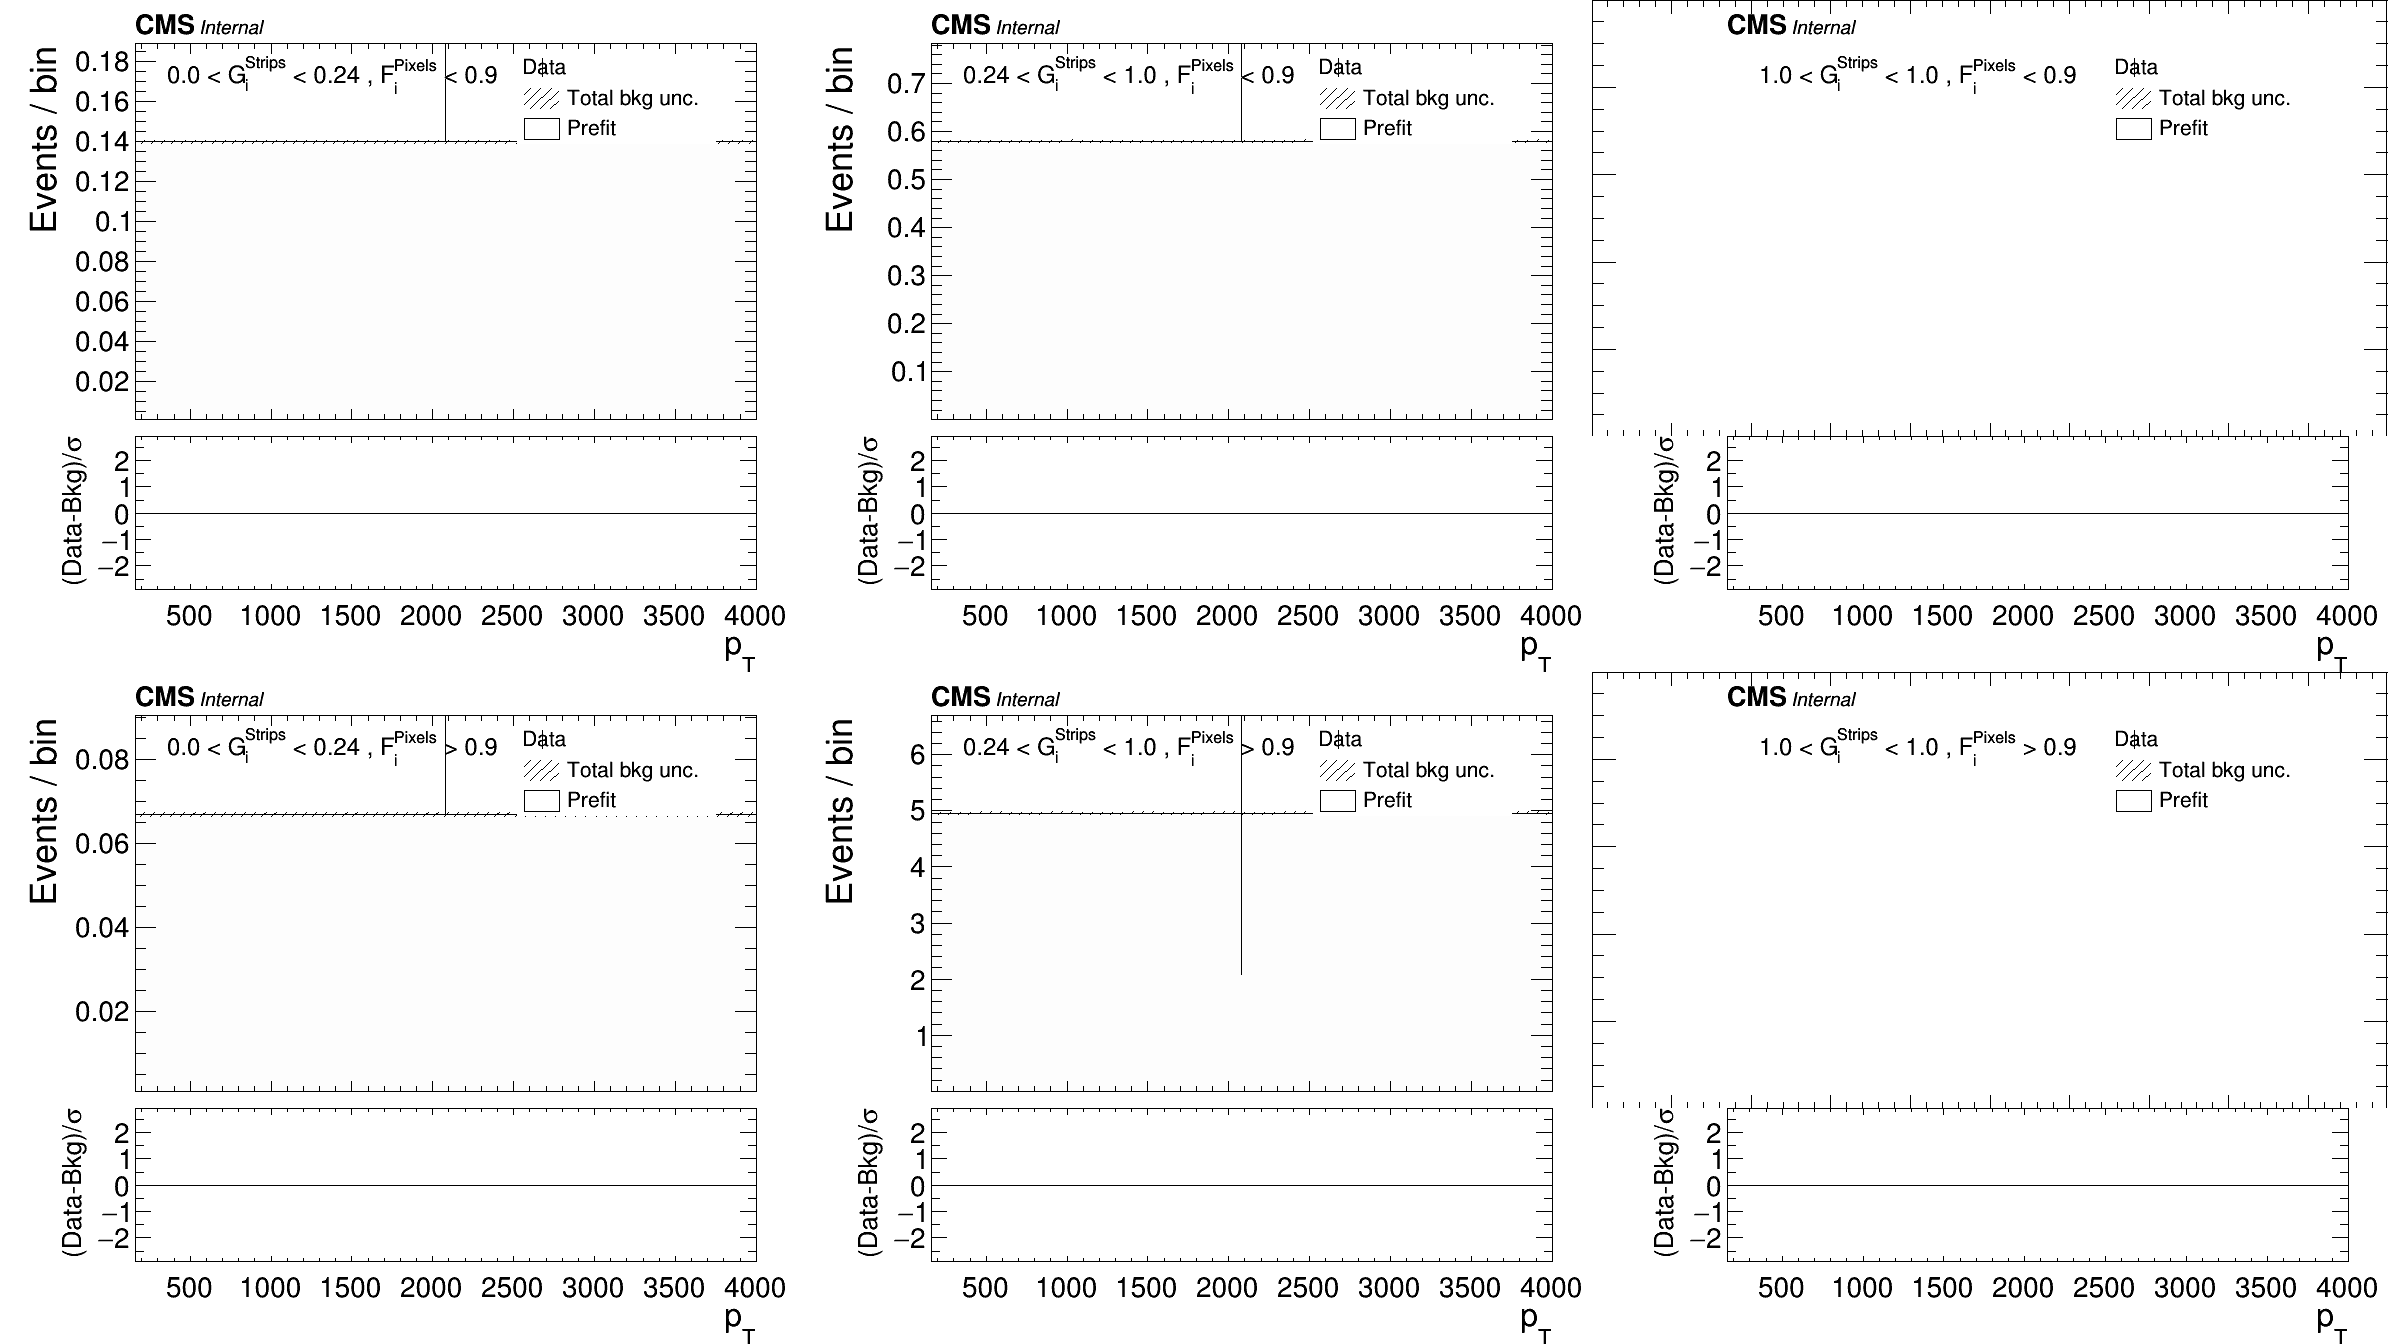 CMS Internal
0.0 < G_i^Strips < 0.24 , F_i^Pixels < 0.9
Data
Total bkg unc.
Prefit
Events / bin
0.18
0.16
0.14
0.12
0.1
0.08
0.06
0.04
0.02
(Data-Bkg)/σ
2
1
0
−1
−2
500 1000 1500 2000 2500 3000 3500 4000
p_T
CMS Internal
0.24 < G_i^Strips < 1.0 , F_i^Pixels < 0.9
Data
Total bkg unc.
Prefit
Events / bin
0.7
0.6
0.5
0.4
0.3
0.2
0.1
(Data-Bkg)/σ
2
1
0
−1
−2
500 1000 1500 2000 2500 3000 3500 4000
p_T
CMS Internal
1.0 < G_i^Strips < 1.0 , F_i^Pixels < 0.9
Data
Total bkg unc.
Prefit
(Data-Bkg)/σ
2
1
0
−1
−2
500 1000 1500 2000 2500 3000 3500 4000
p_T
CMS Internal
0.0 < G_i^Strips < 0.24 , F_i^Pixels > 0.9
Data
Total bkg unc.
Prefit
Events / bin
0.08
0.06
0.04
0.02
(Data-Bkg)/σ
2
1
0
−1
−2
500 1000 1500 2000 2500 3000 3500 4000
p_T
CMS Internal
0.24 < G_i^Strips < 1.0 , F_i^Pixels > 0.9
Data
Total bkg unc.
Prefit
Events / bin
6
5
4
3
2
1
(Data-Bkg)/σ
2
1
0
−1
−2
500 1000 1500 2000 2500 3000 3500 4000
p_T
CMS Internal
1.0 < G_i^Strips < 1.0 , F_i^Pixels > 0.9
Data
Total bkg unc.
Prefit
(Data-Bkg)/σ
2
1
0
−1
−2
500 1000 1500 2000 2500 3000 3500 4000
p_T